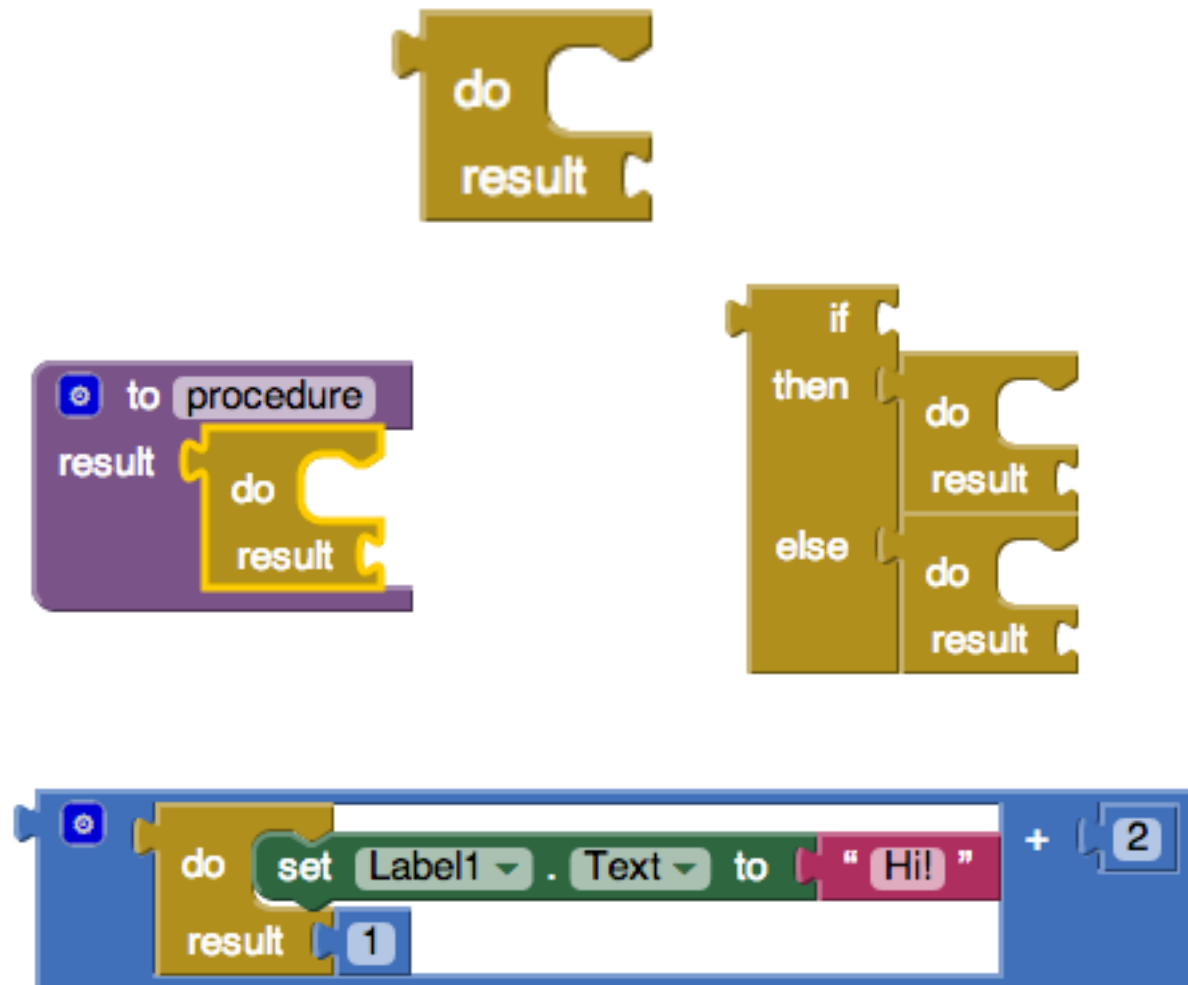 do
result
to procedure
result
do
result
if
then
do
result
else
do
result
do set Label1 . Text to “ Hi! ” + 2
result 1